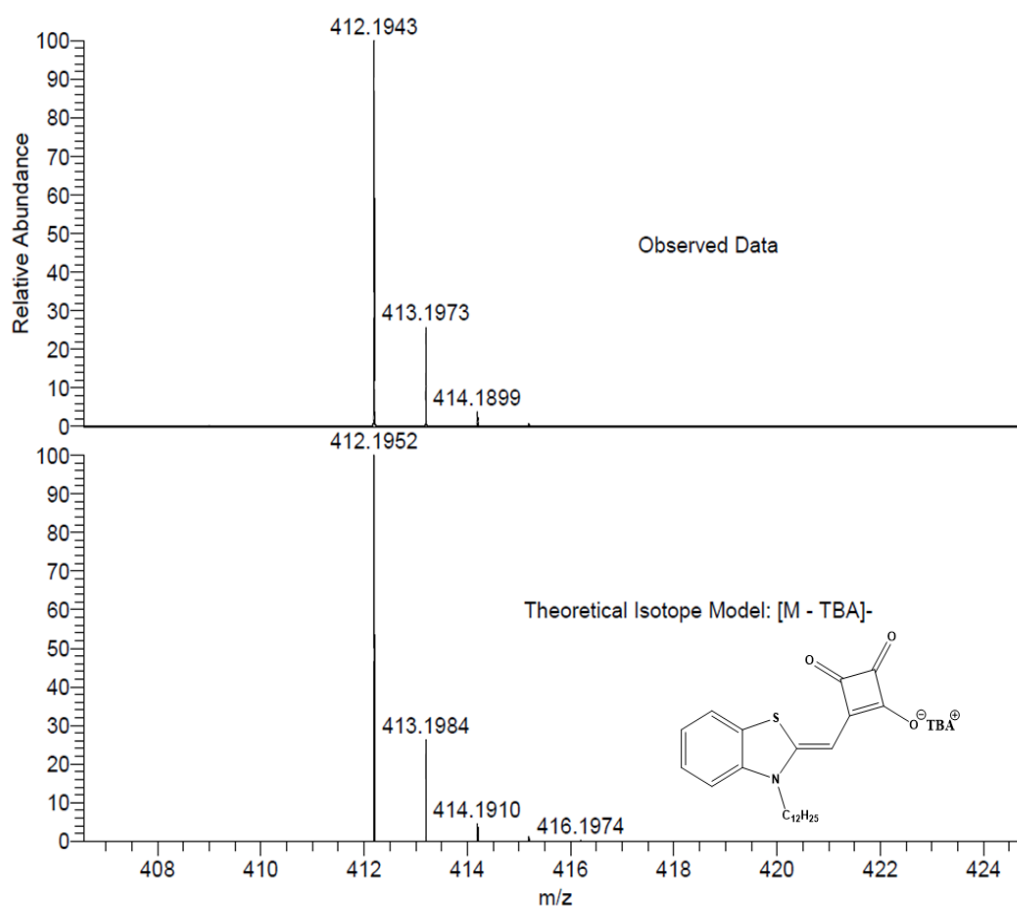 412.1943
100
90
80
70
60
50
40
30
20
10
0
Relative Abundance
Observed Data
413.1973
414.1899
412.1952
100
90
80
70
60
50
40
30
20
10
0
Theoretical Isotope Model: [M - TBA]-
O
O
S
O⊖TBA⊕
N
C12H25
413.1984
414.1910
416.1974
408 410 412 414 416 418 420 422 424
m/z